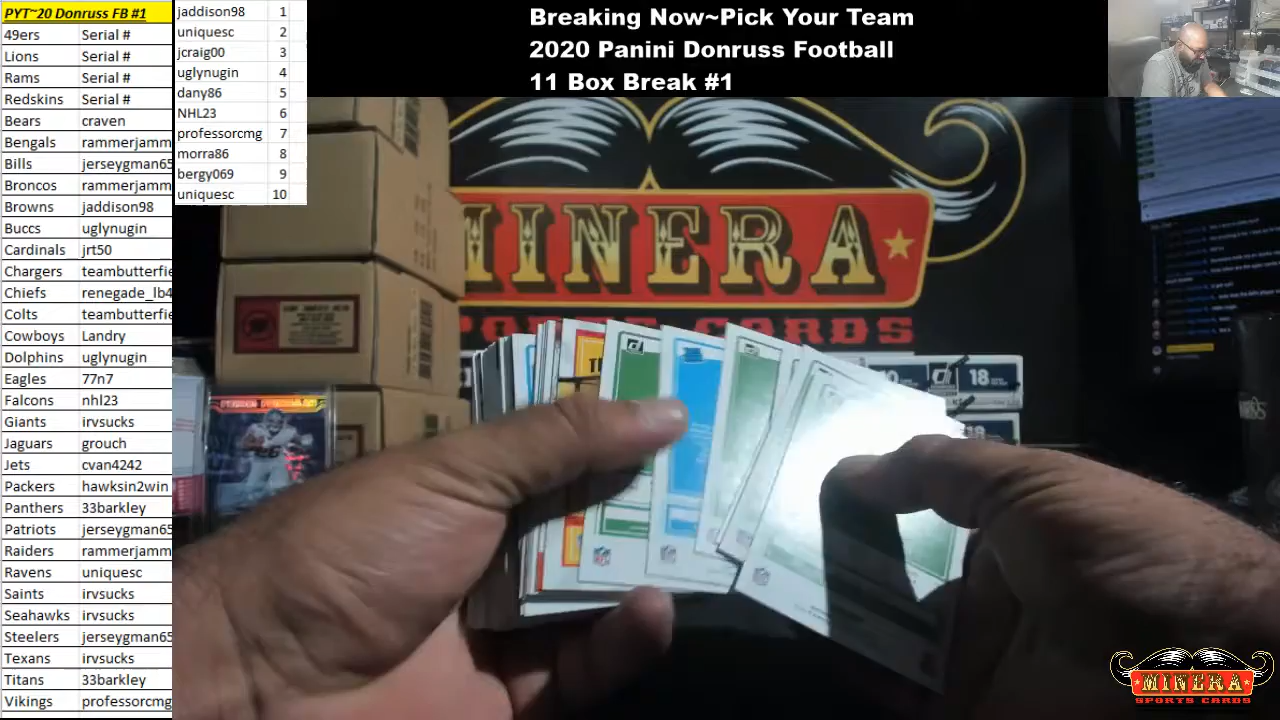 PYT~20 Donruss FB #1
49ers Serial #
Lions Serial #
Rams Serial #
Redskins Serial #
Bears craven
Bengals rammerjamm
Bills jerseygman65
Broncos rammerjamm
Browns jaddison98
Buccs uglynugin
Cardinals jrt50
Chargers teambutterfie
Chiefs renegade_lb4
Colts teambutterfie
Cowboys Landry
Dolphins uglynugin
Eagles 77n7
Falcons nhl23
Giants irvsucks
Jaguars grouch
Jets cvan4242
Packers hawksin2win
Panthers 33barkley
Patriots jerseygman65
Raiders rammerjamm
Ravens uniquesc
Saints irvsucks
Seahawks irvsucks
Steelers jerseygman65
Texans irvsucks
Titans 33barkley
Vikings professorcmg
jaddison98 1
uniquesc 2
jcraig00 3
uglynugin 4
dany86 5
NHL23 6
professorcmg 7
morra86 8
bergy069 9
uniquesc 10
Breaking Now~Pick Your Team
2020 Panini Donruss Football
11 Box Break #1
MINERA
SPORTS CARDS
18
MINERA
SPORTS CARDS